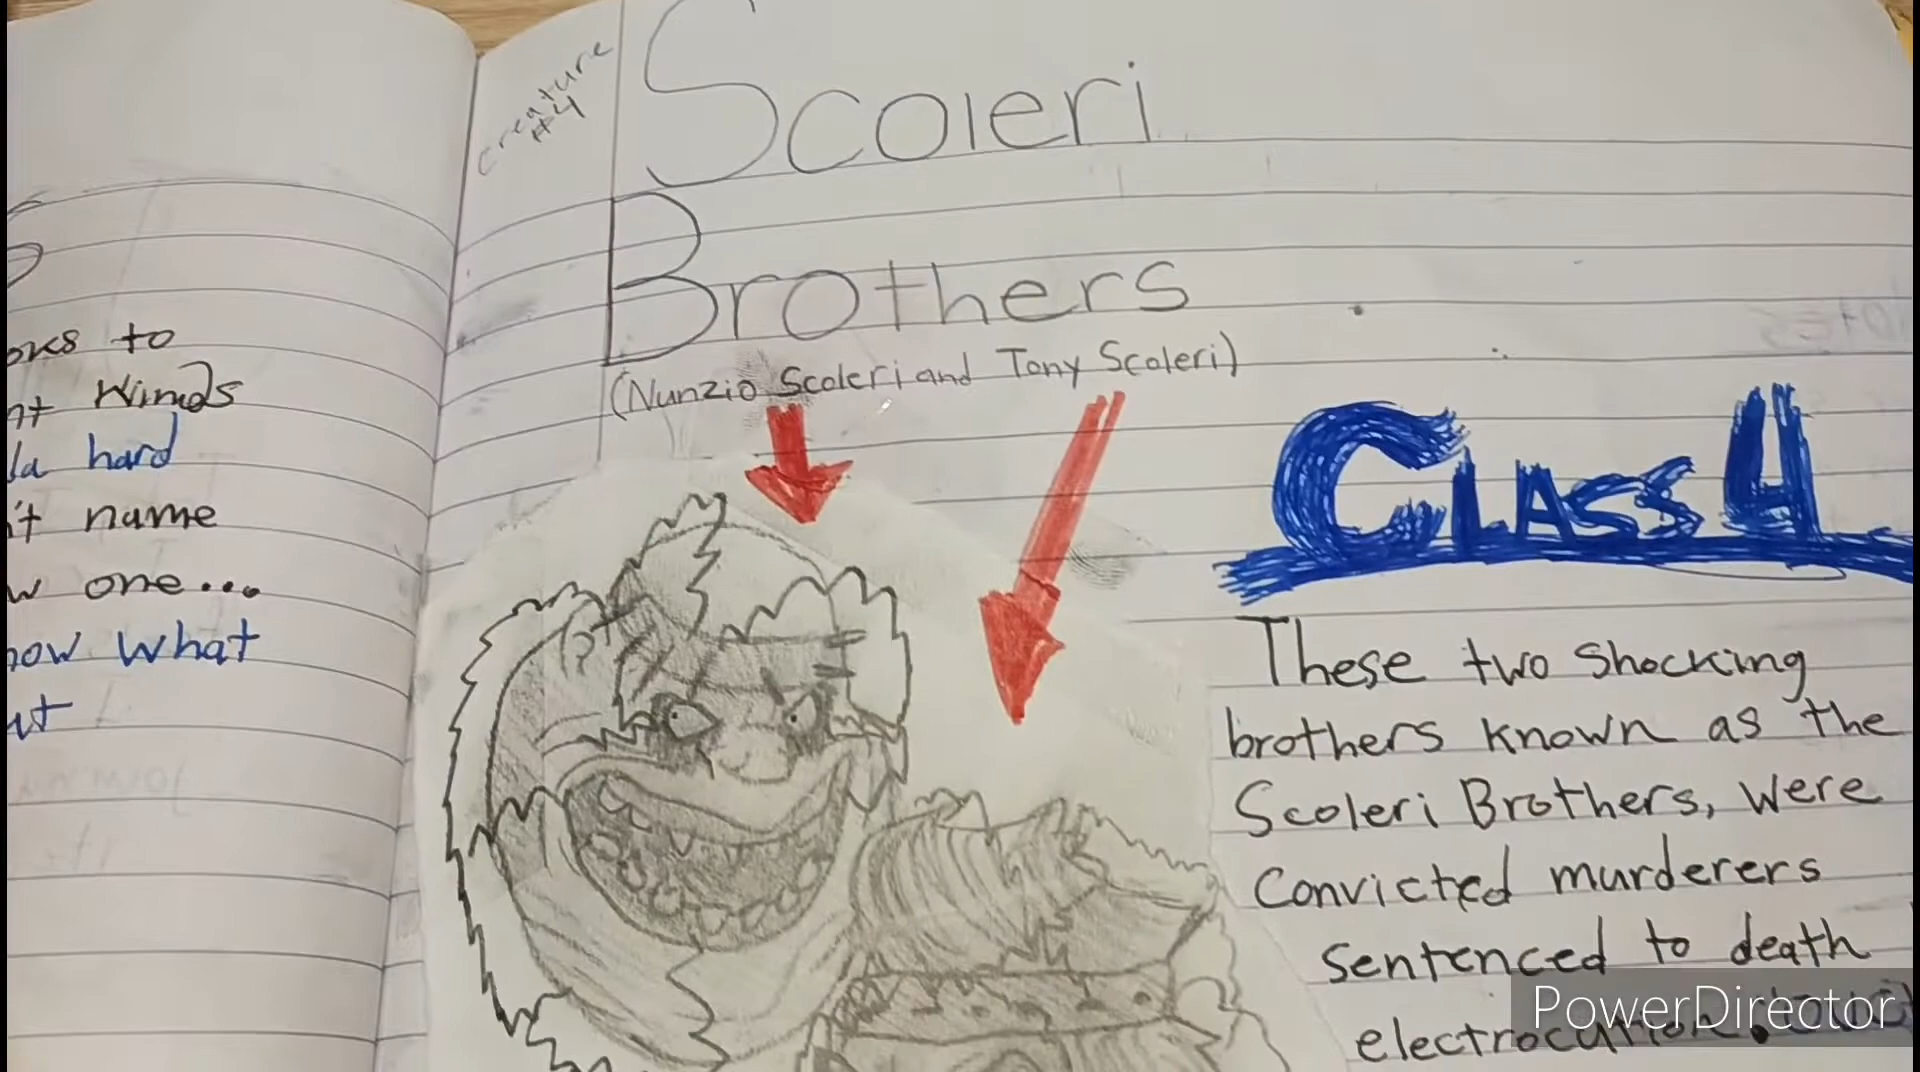 to
Winds
hard
name
one...
what
creature
#4
Scoleri
Brothers
(Nunzio Scoleri and Tony Scoleri)
CLASS 4
These two shocking
brothers known as the
Scoleri Brothers, were
convicted murderers
sentenced to death
electrocution.
PowerDirector